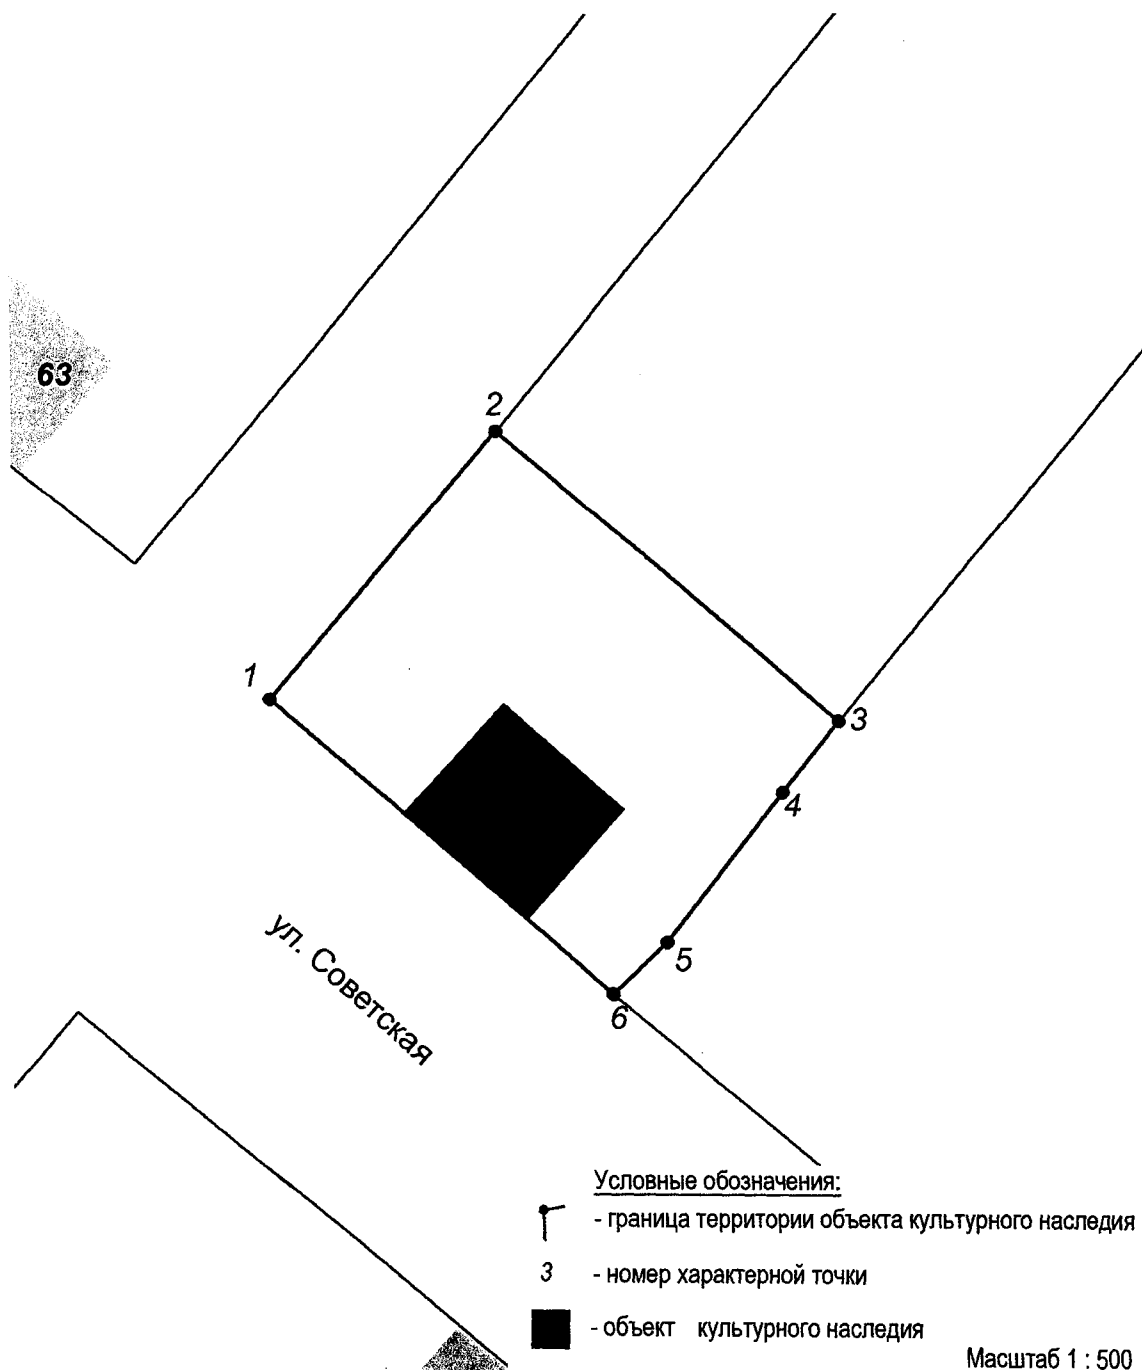 63
2
1
3
4
5
6
ул. Советская
Условные обозначения:
- граница территории объекта культурного наследия
3 - номер характерной точки
- объект культурного наследия
Масштаб 1 : 500